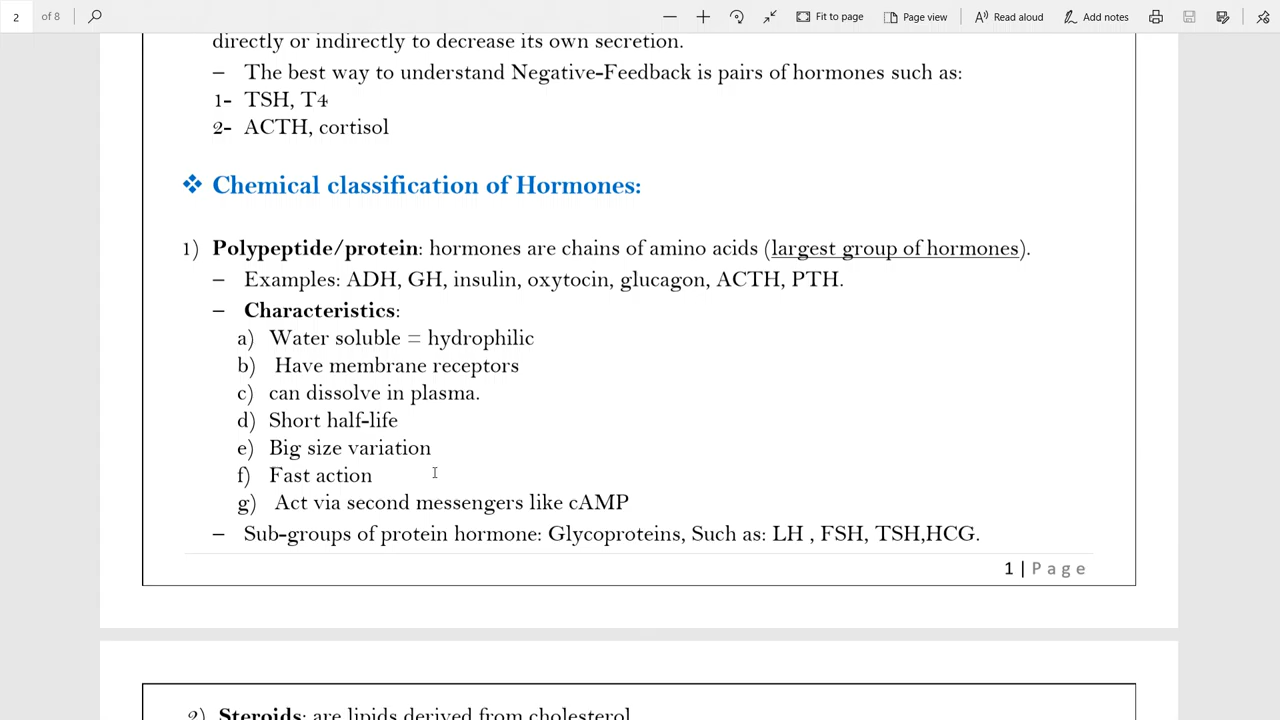 2 of 8 Fit to page Page view Read aloud Add notes
directly or indirectly to decrease its own secretion.
– The best way to understand Negative-Feedback is pairs of hormones such as:
1- TSH, T4
2- ACTH, cortisol
❖ Chemical classification of Hormones:
1) Polypeptide/protein: hormones are chains of amino acids (largest group of hormones).
– Examples: ADH, GH, insulin, oxytocin, glucagon, ACTH, PTH.
– Characteristics:
a) Water soluble = hydrophilic
b) Have membrane receptors
c) can dissolve in plasma.
d) Short half-life
e) Big size variation
f) Fast action
g) Act via second messengers like cAMP
– Sub-groups of protein hormone: Glycoproteins, Such as: LH , FSH, TSH,HCG.
1 | Page
2) Steroids: are lipids derived from cholesterol